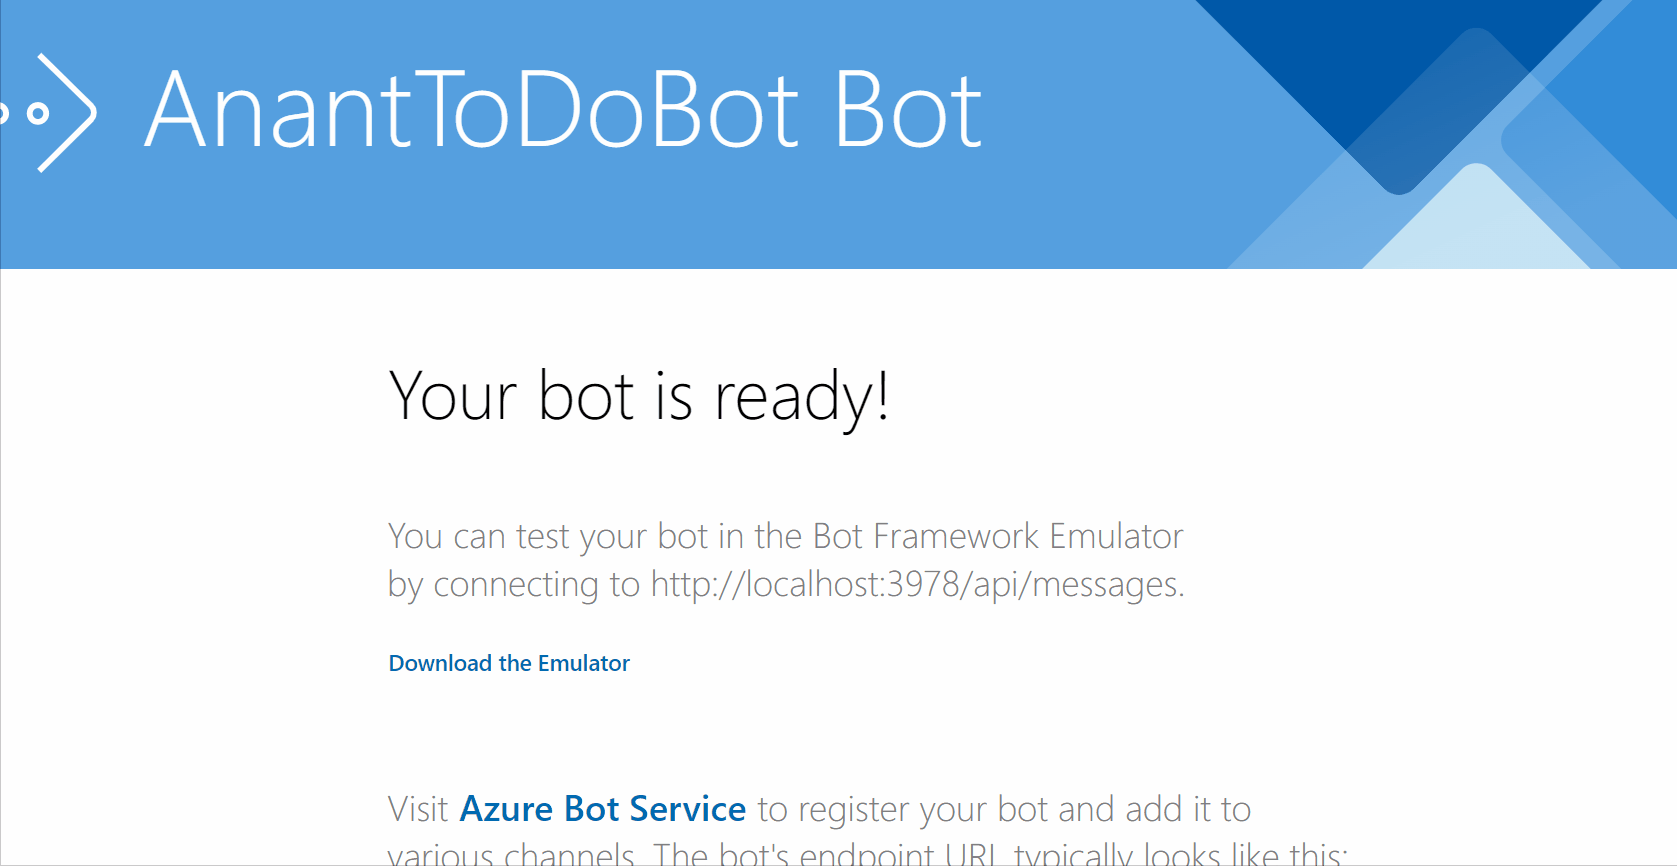 AnantToDoBot Bot
Your bot is ready!
You can test your bot in the Bot Framework Emulator
by connecting to http://localhost:3978/api/messages.
Download the Emulator
Visit Azure Bot Service to register your bot and add it to
various channels. The bot's endpoint URL typically looks like this: